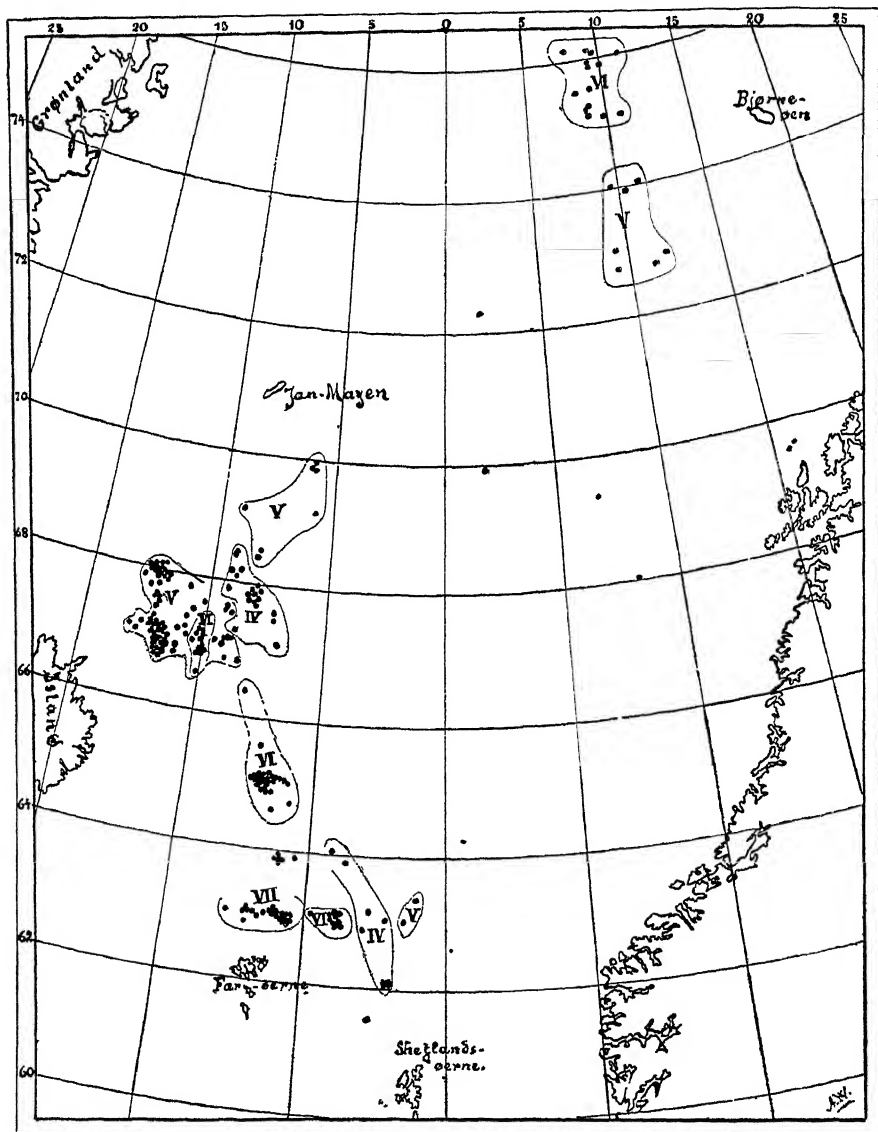 25 20 15 10 5 0 5 10 15 20 25
Grønland
74
VI
Bjørne-
øen
V
72
70
Jan-Mayen
V
68
IV
VI
IV
66
Island
VI
64
VII
VII
IV
V
62
Færøerne
Shetlands-
øerne.
60
A.W.